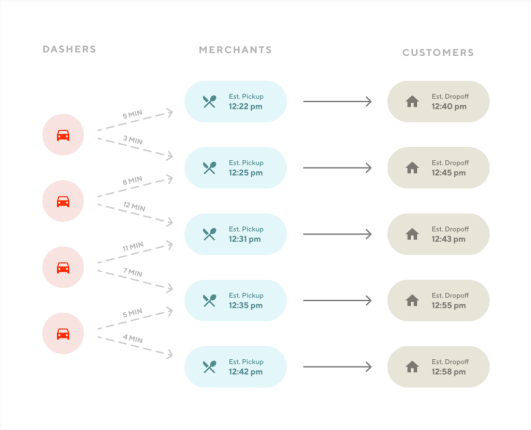 DASHERS
MERCHANTS
CUSTOMERS
5 MIN
3 MIN
8 MIN
12 MIN
11 MIN
7 MIN
5 MIN
4 MIN
Est. Pickup
12:22 pm
Est. Pickup
12:25 pm
Est. Pickup
12:31 pm
Est. Pickup
12:35 pm
Est. Pickup
12:42 pm
Est. Dropoff
12:40 pm
Est. Dropoff
12:45 pm
Est. Dropoff
12:43 pm
Est. Dropoff
12:55 pm
Est. Dropoff
12:58 pm